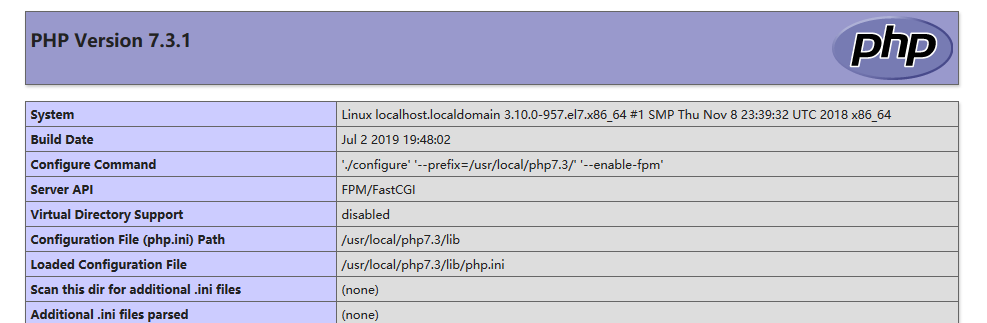 PHP Version 7.3.1
php
System Linux localhost.localdomain 3.10.0-957.el7.x86_64 #1 SMP Thu Nov 8 23:39:32 UTC 2018 x86_64
Build Date Jul 2 2019 19:48:02
Configure Command './configure' '--prefix=/usr/local/php7.3/' '--enable-fpm'
Server API FPM/FastCGI
Virtual Directory Support disabled
Configuration File (php.ini) Path /usr/local/php7.3/lib
Loaded Configuration File /usr/local/php7.3/lib/php.ini
Scan this dir for additional .ini files (none)
Additional .ini files parsed (none)